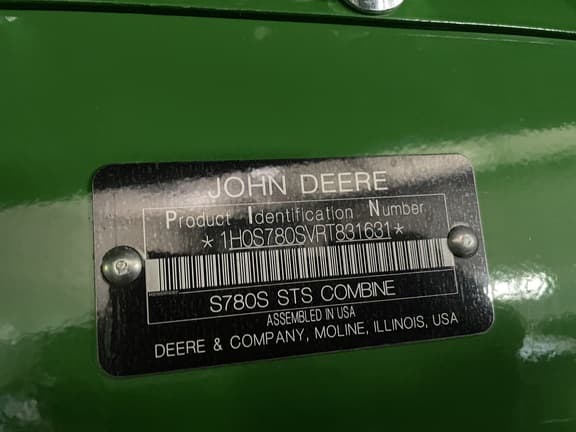 JOHN DEERE
Product Identification Number
*1H0S780SVRT831631*
S780S STS COMBINE
ASSEMBLED IN USA
DEERE & COMPANY, MOLINE, ILLINOIS, USA